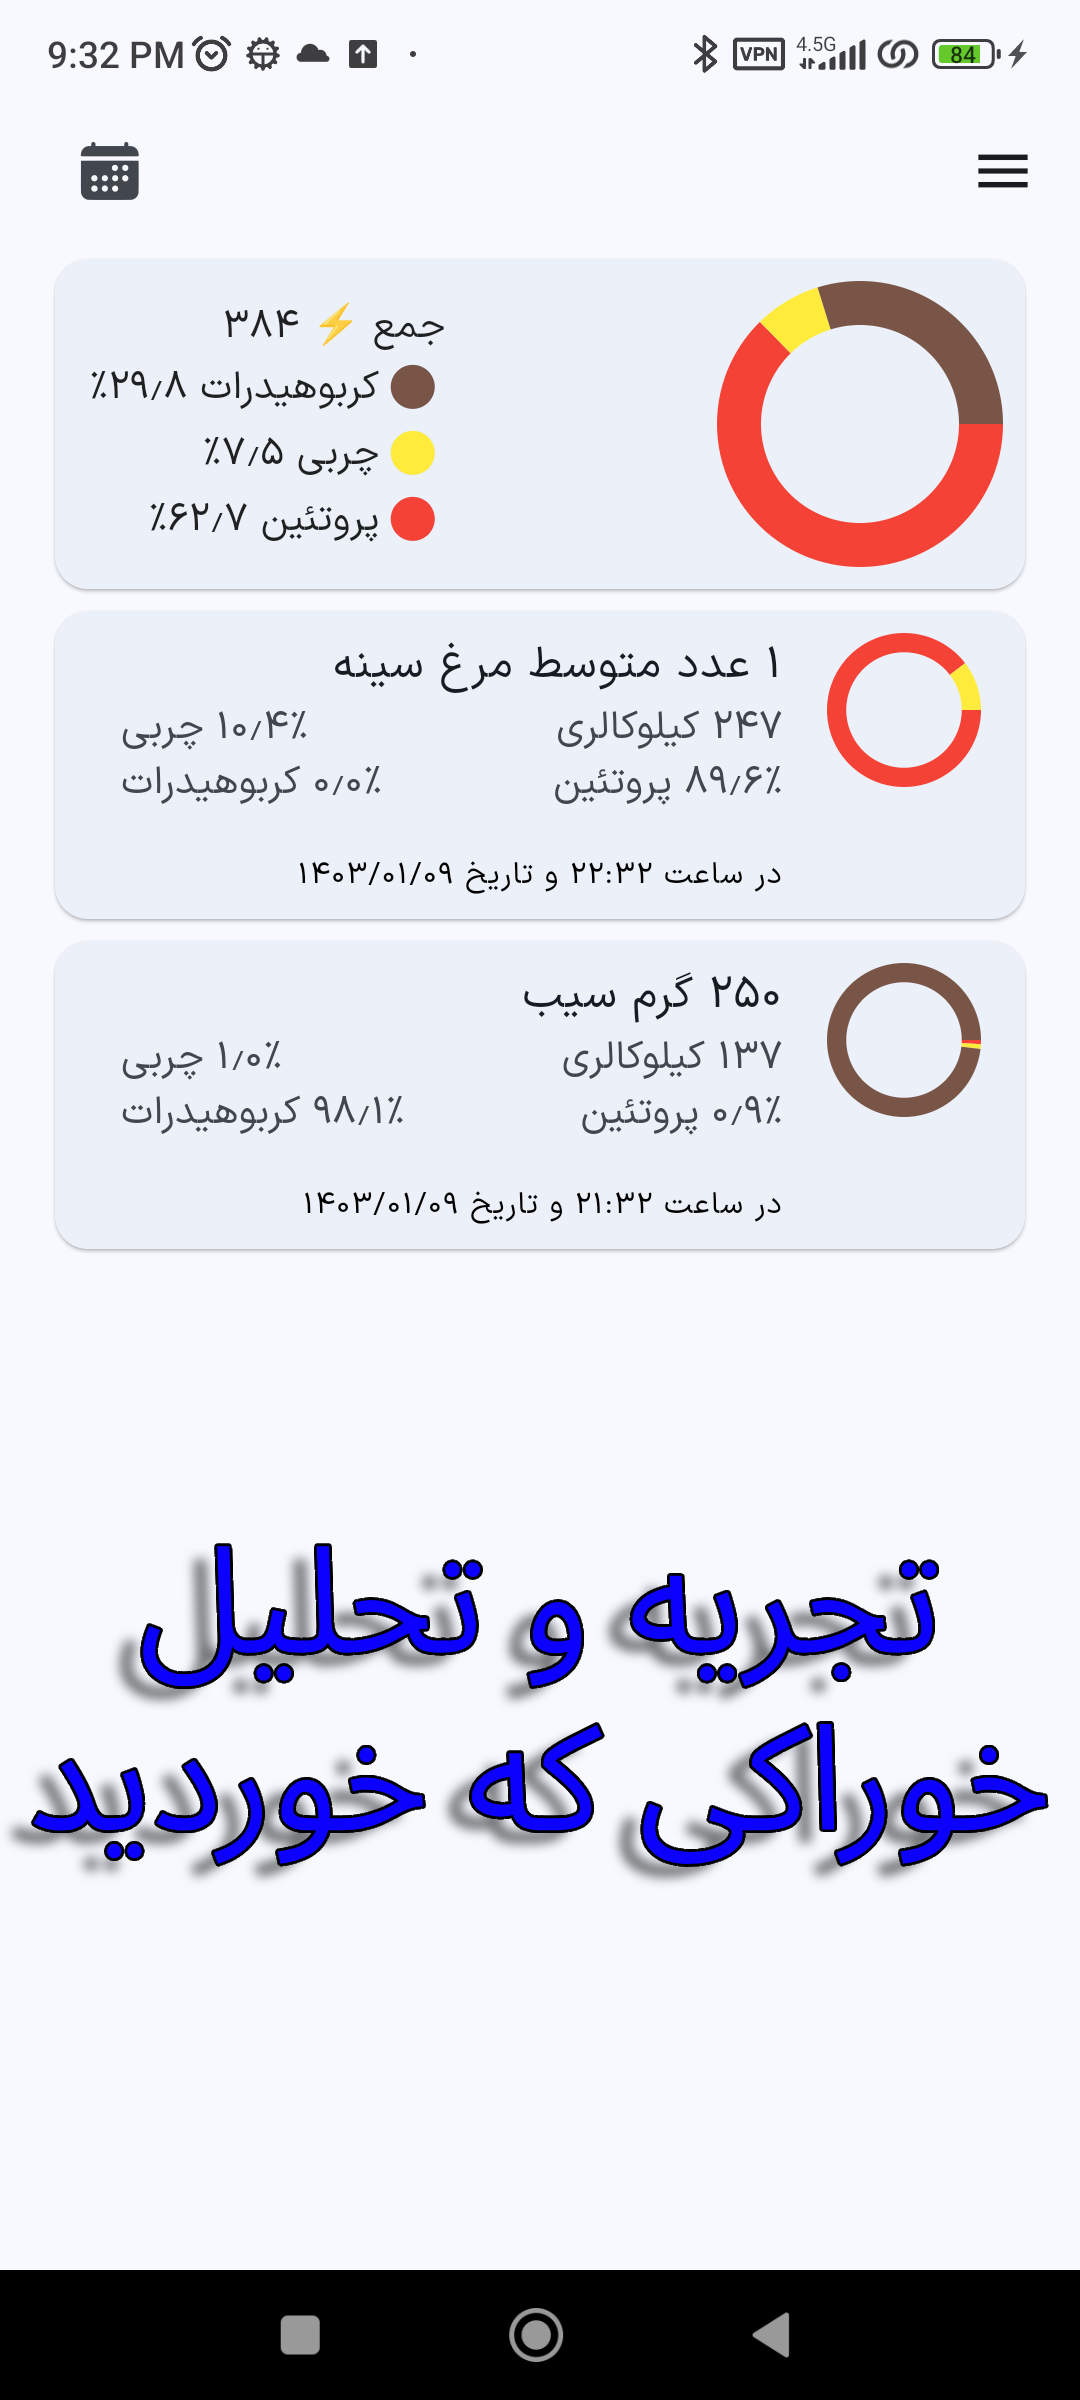 9:32 PM
VPN 4.5G 84
جمع ⚡ ۳۸۴
کربوهیدرات ۲۹٫۸٪
چربی ۷٫۵٪
پروتئین ۶۲٫۷٪
۱ عدد متوسط مرغ سینه
۲۴۷ کیلوکالری ۱۰٫۴٪ چربی
۸۹٫۶٪ پروتئین ۰٫۰٪ کربوهیدرات
در ساعت ۲۲:۳۲ و تاریخ ۱۴۰۳/۰۱/۰۹
۲۵۰ گرم سیب
۱۳۷ کیلوکالری ۱٫۰٪ چربی
۰٫۹٪ پروتئین ۹۸٫۱٪ کربوهیدرات
در ساعت ۲۱:۳۲ و تاریخ ۱۴۰۳/۰۱/۰۹
تجریه و تحلیل
خوراکی که خوردید